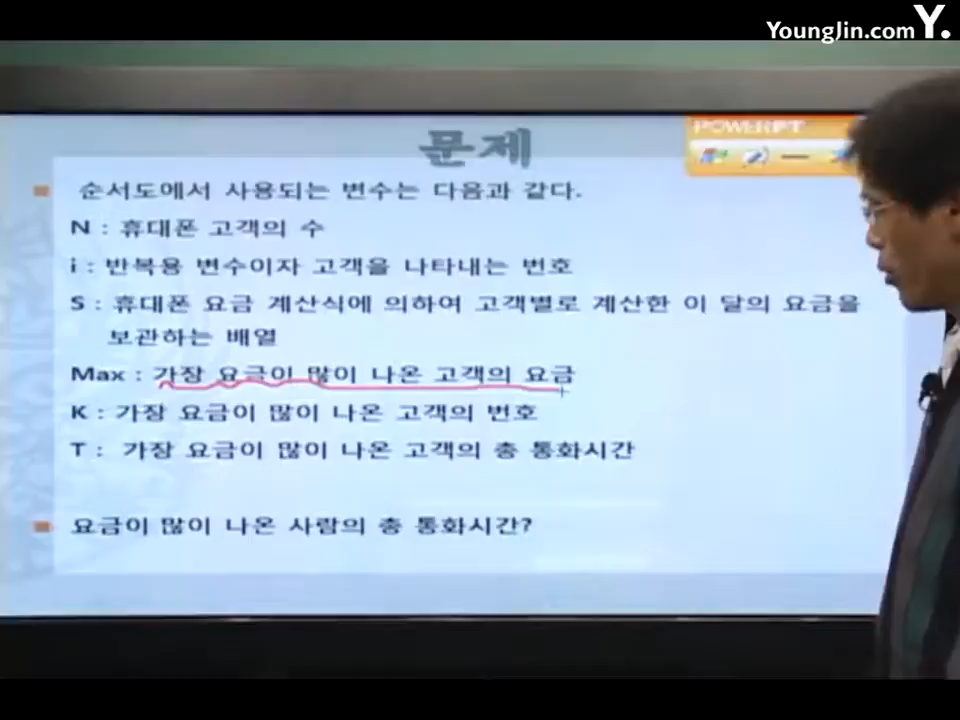 YoungJin.com Y.
문제
POWERPT
순서도에서 사용되는 변수는 다음과 같다.
N : 휴대폰 고객의 수
i : 반복용 변수이자 고객을 나타내는 번호
S : 휴대폰 요금 계산식에 의하여 고객별로 계산한 이 달의 요금을
보관하는 배열
Max : 가장 요금이 많이 나온 고객의 요금
K : 가장 요금이 많이 나온 고객의 번호
T : 가장 요금이 많이 나온 고객의 총 통화시간
요금이 많이 나온 사람의 총 통화시간?